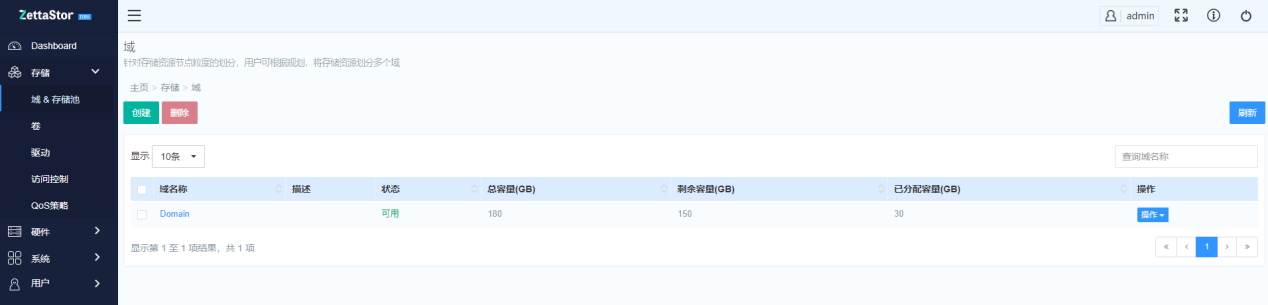 ZettaStor
admin
Dashboard
存储
域 & 存储池
卷
驱动
访问控制
QoS策略
硬件
系统
用户
域
针对存储资源节点粒度的划分，用户可根据规划，将存储资源划分多个域
主页 > 存储 > 域
创建 删除 刷新
显示 10条 查询域名称
域名称 描述 状态 总容量(GB) 剩余容量(GB) 已分配容量(GB) 操作
Domain 可用 180 150 30 操作
显示第 1 至 1 项结果，共 1 项
« ‹ 1 › »